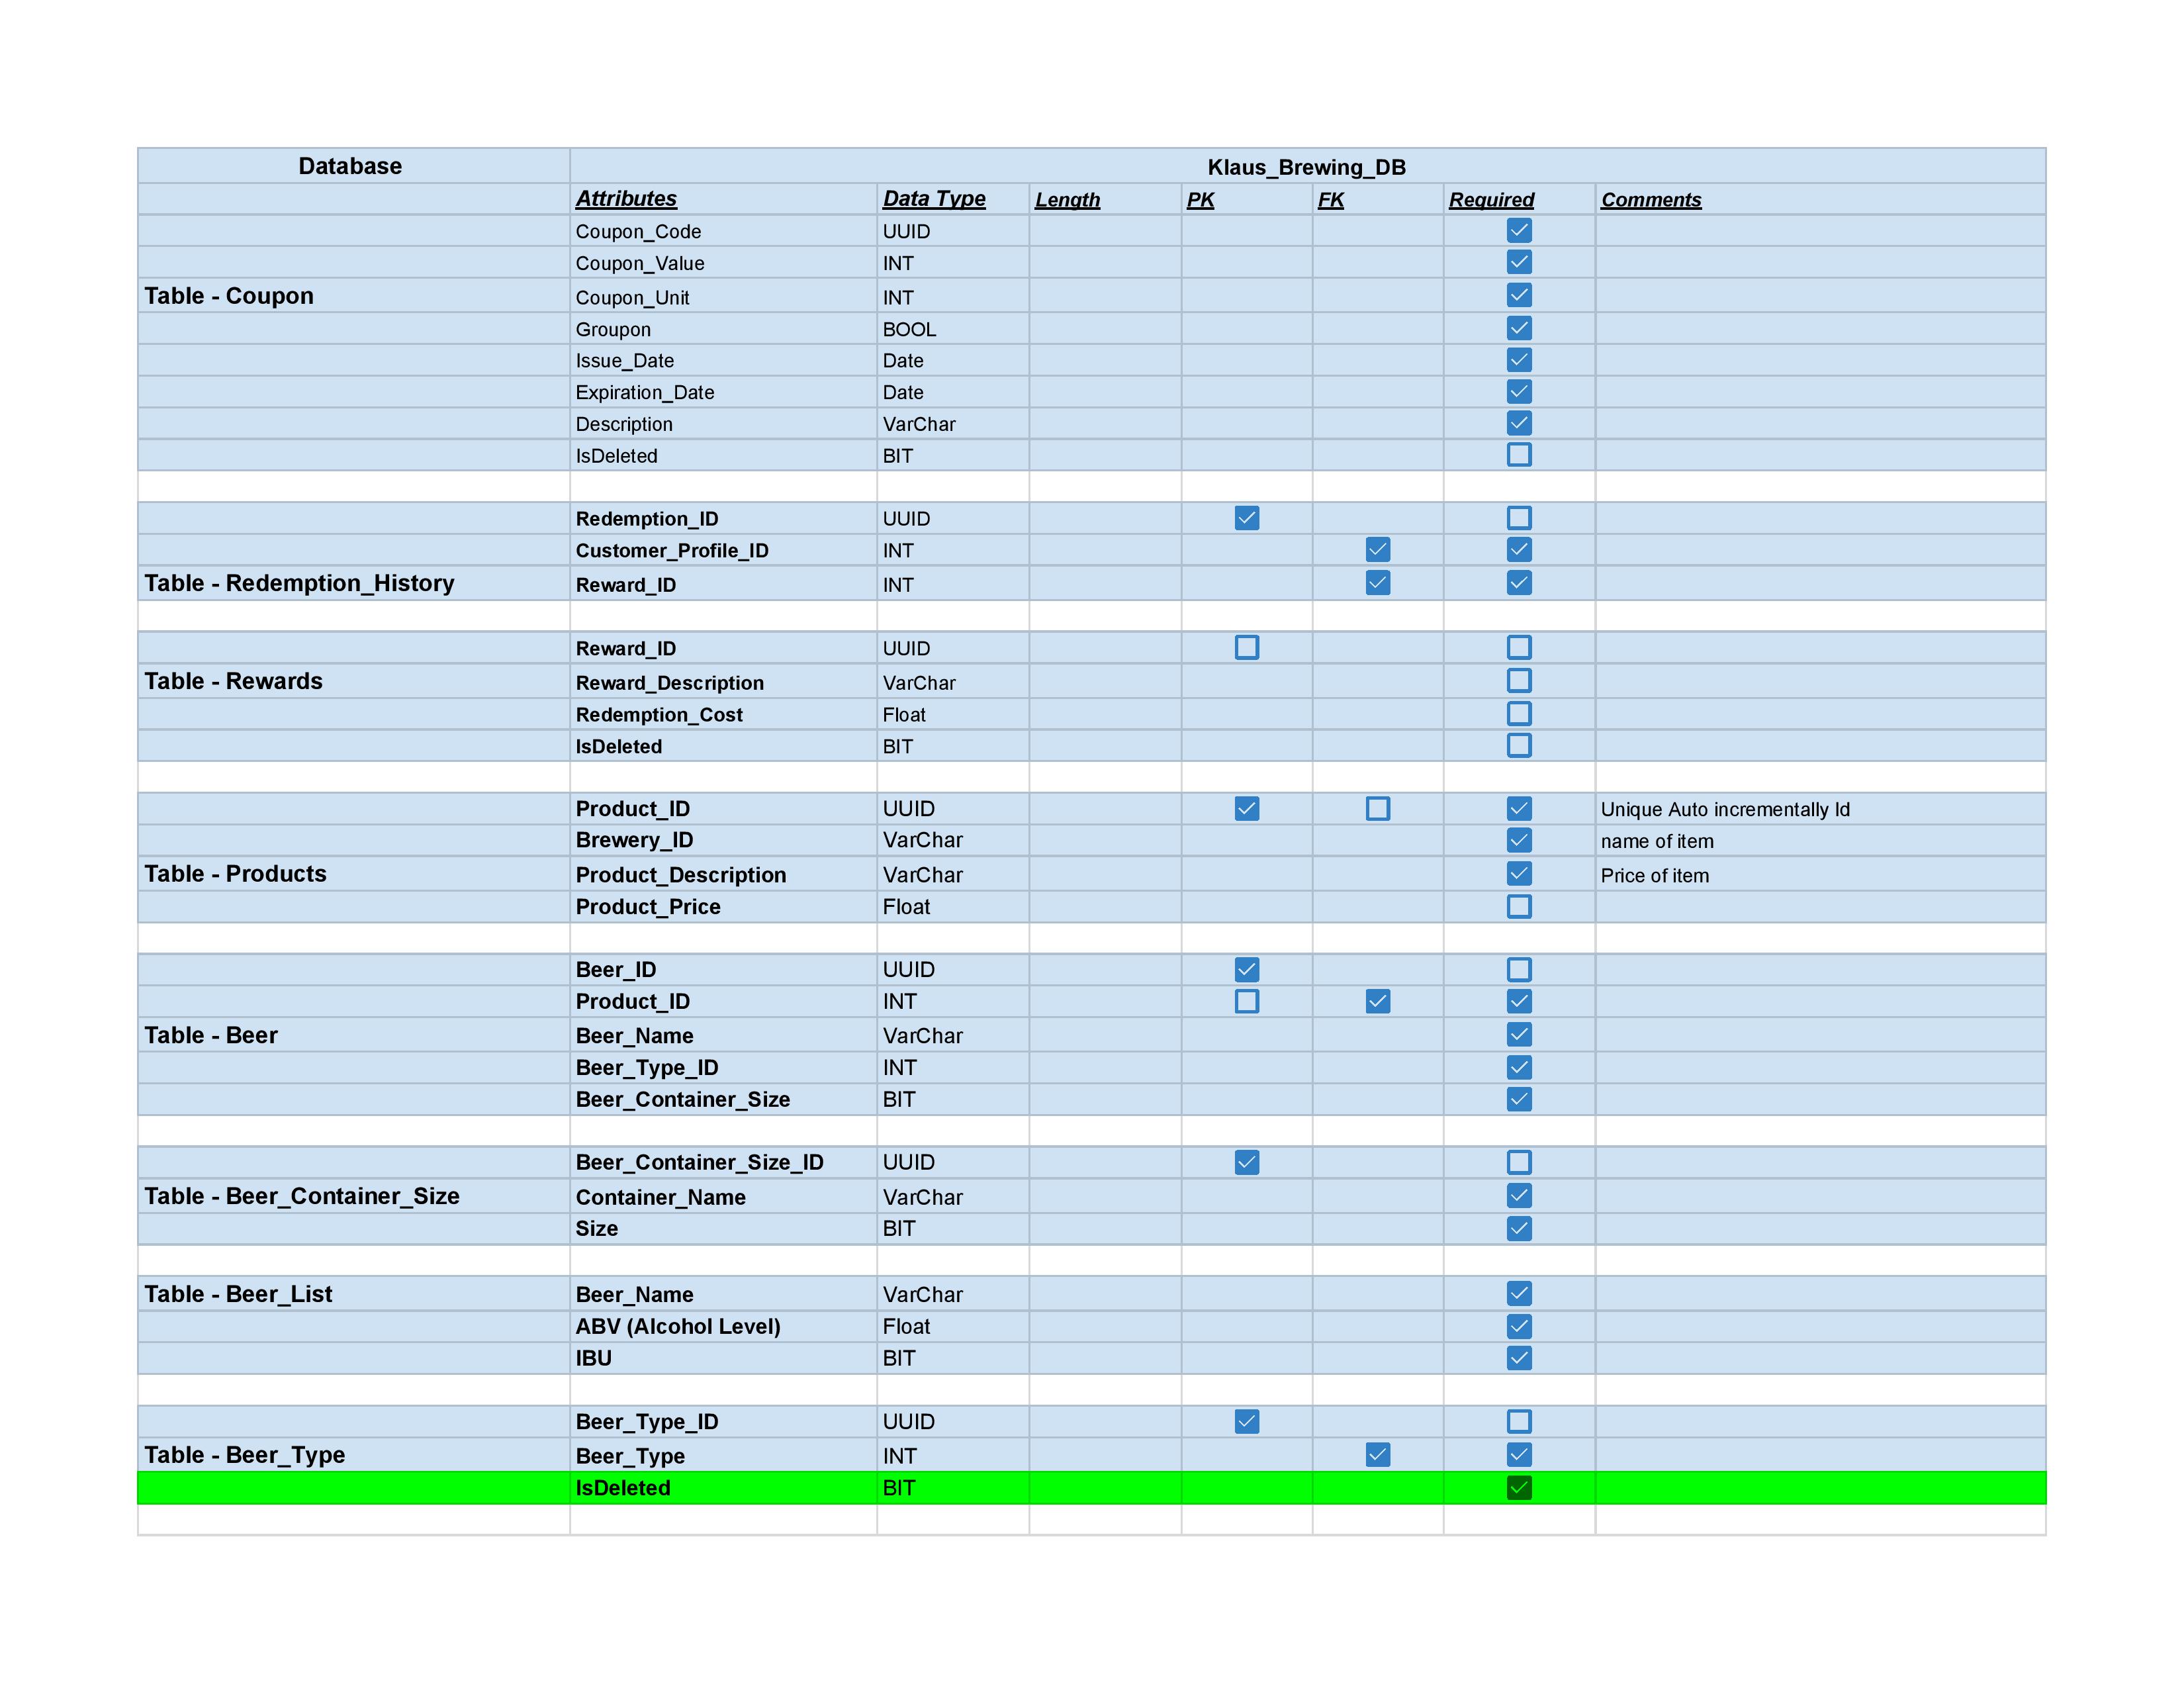 Database Klaus_Brewing_DB
Attributes Data Type Length PK FK Required Comments
Coupon_Code UUID
Coupon_Value INT
Table - Coupon Coupon_Unit INT
Groupon BOOL
Issue_Date Date
Expiration_Date Date
Description VarChar
IsDeleted BIT
Redemption_ID UUID
Customer_Profile_ID INT
Table - Redemption_History Reward_ID INT
Reward_ID UUID
Table - Rewards Reward_Description VarChar
Redemption_Cost Float
IsDeleted BIT
Product_ID UUID Unique Auto incrementally Id
Brewery_ID VarChar name of item
Table - Products Product_Description VarChar Price of item
Product_Price Float
Beer_ID UUID
Product_ID INT
Table - Beer Beer_Name VarChar
Beer_Type_ID INT
Beer_Container_Size BIT
Beer_Container_Size_ID UUID
Table - Beer_Container_Size Container_Name VarChar
Size BIT
Table - Beer_List Beer_Name VarChar
ABV (Alcohol Level) Float
IBU BIT
Beer_Type_ID UUID
Table - Beer_Type Beer_Type INT
IsDeleted BIT